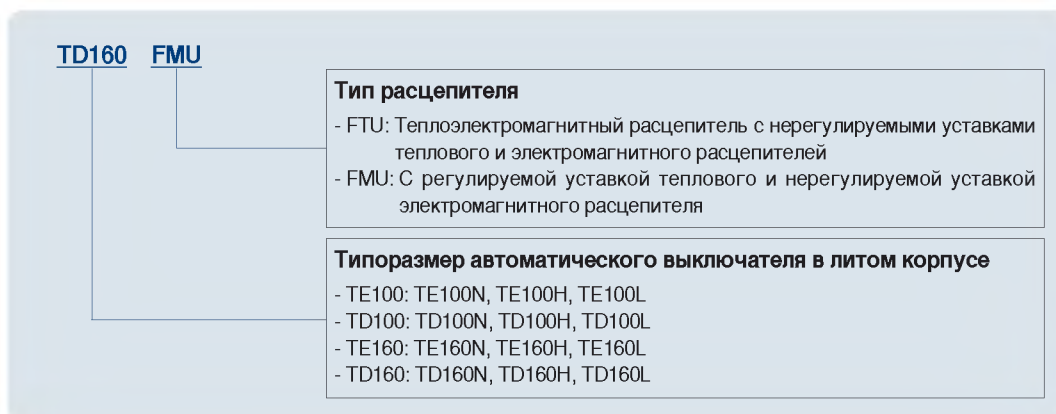 TD160 FMU
Тип расцепителя
- FTU: Теплоэлектромагнитный расцепитель с нерегулируемыми уставками
теплового и электромагнитного расцепителей
- FMU: С регулируемой уставкой теплового и нерегулируемой уставкой
электромагнитного расцепителя
Типоразмер автоматического выключателя в литом корпусе
- TE100: TE100N, TE100H, TE100L
- TD100: TD100N, TD100H, TD100L
- TE160: TE160N, TE160H, TE160L
- TD160: TD160N, TD160H, TD160L